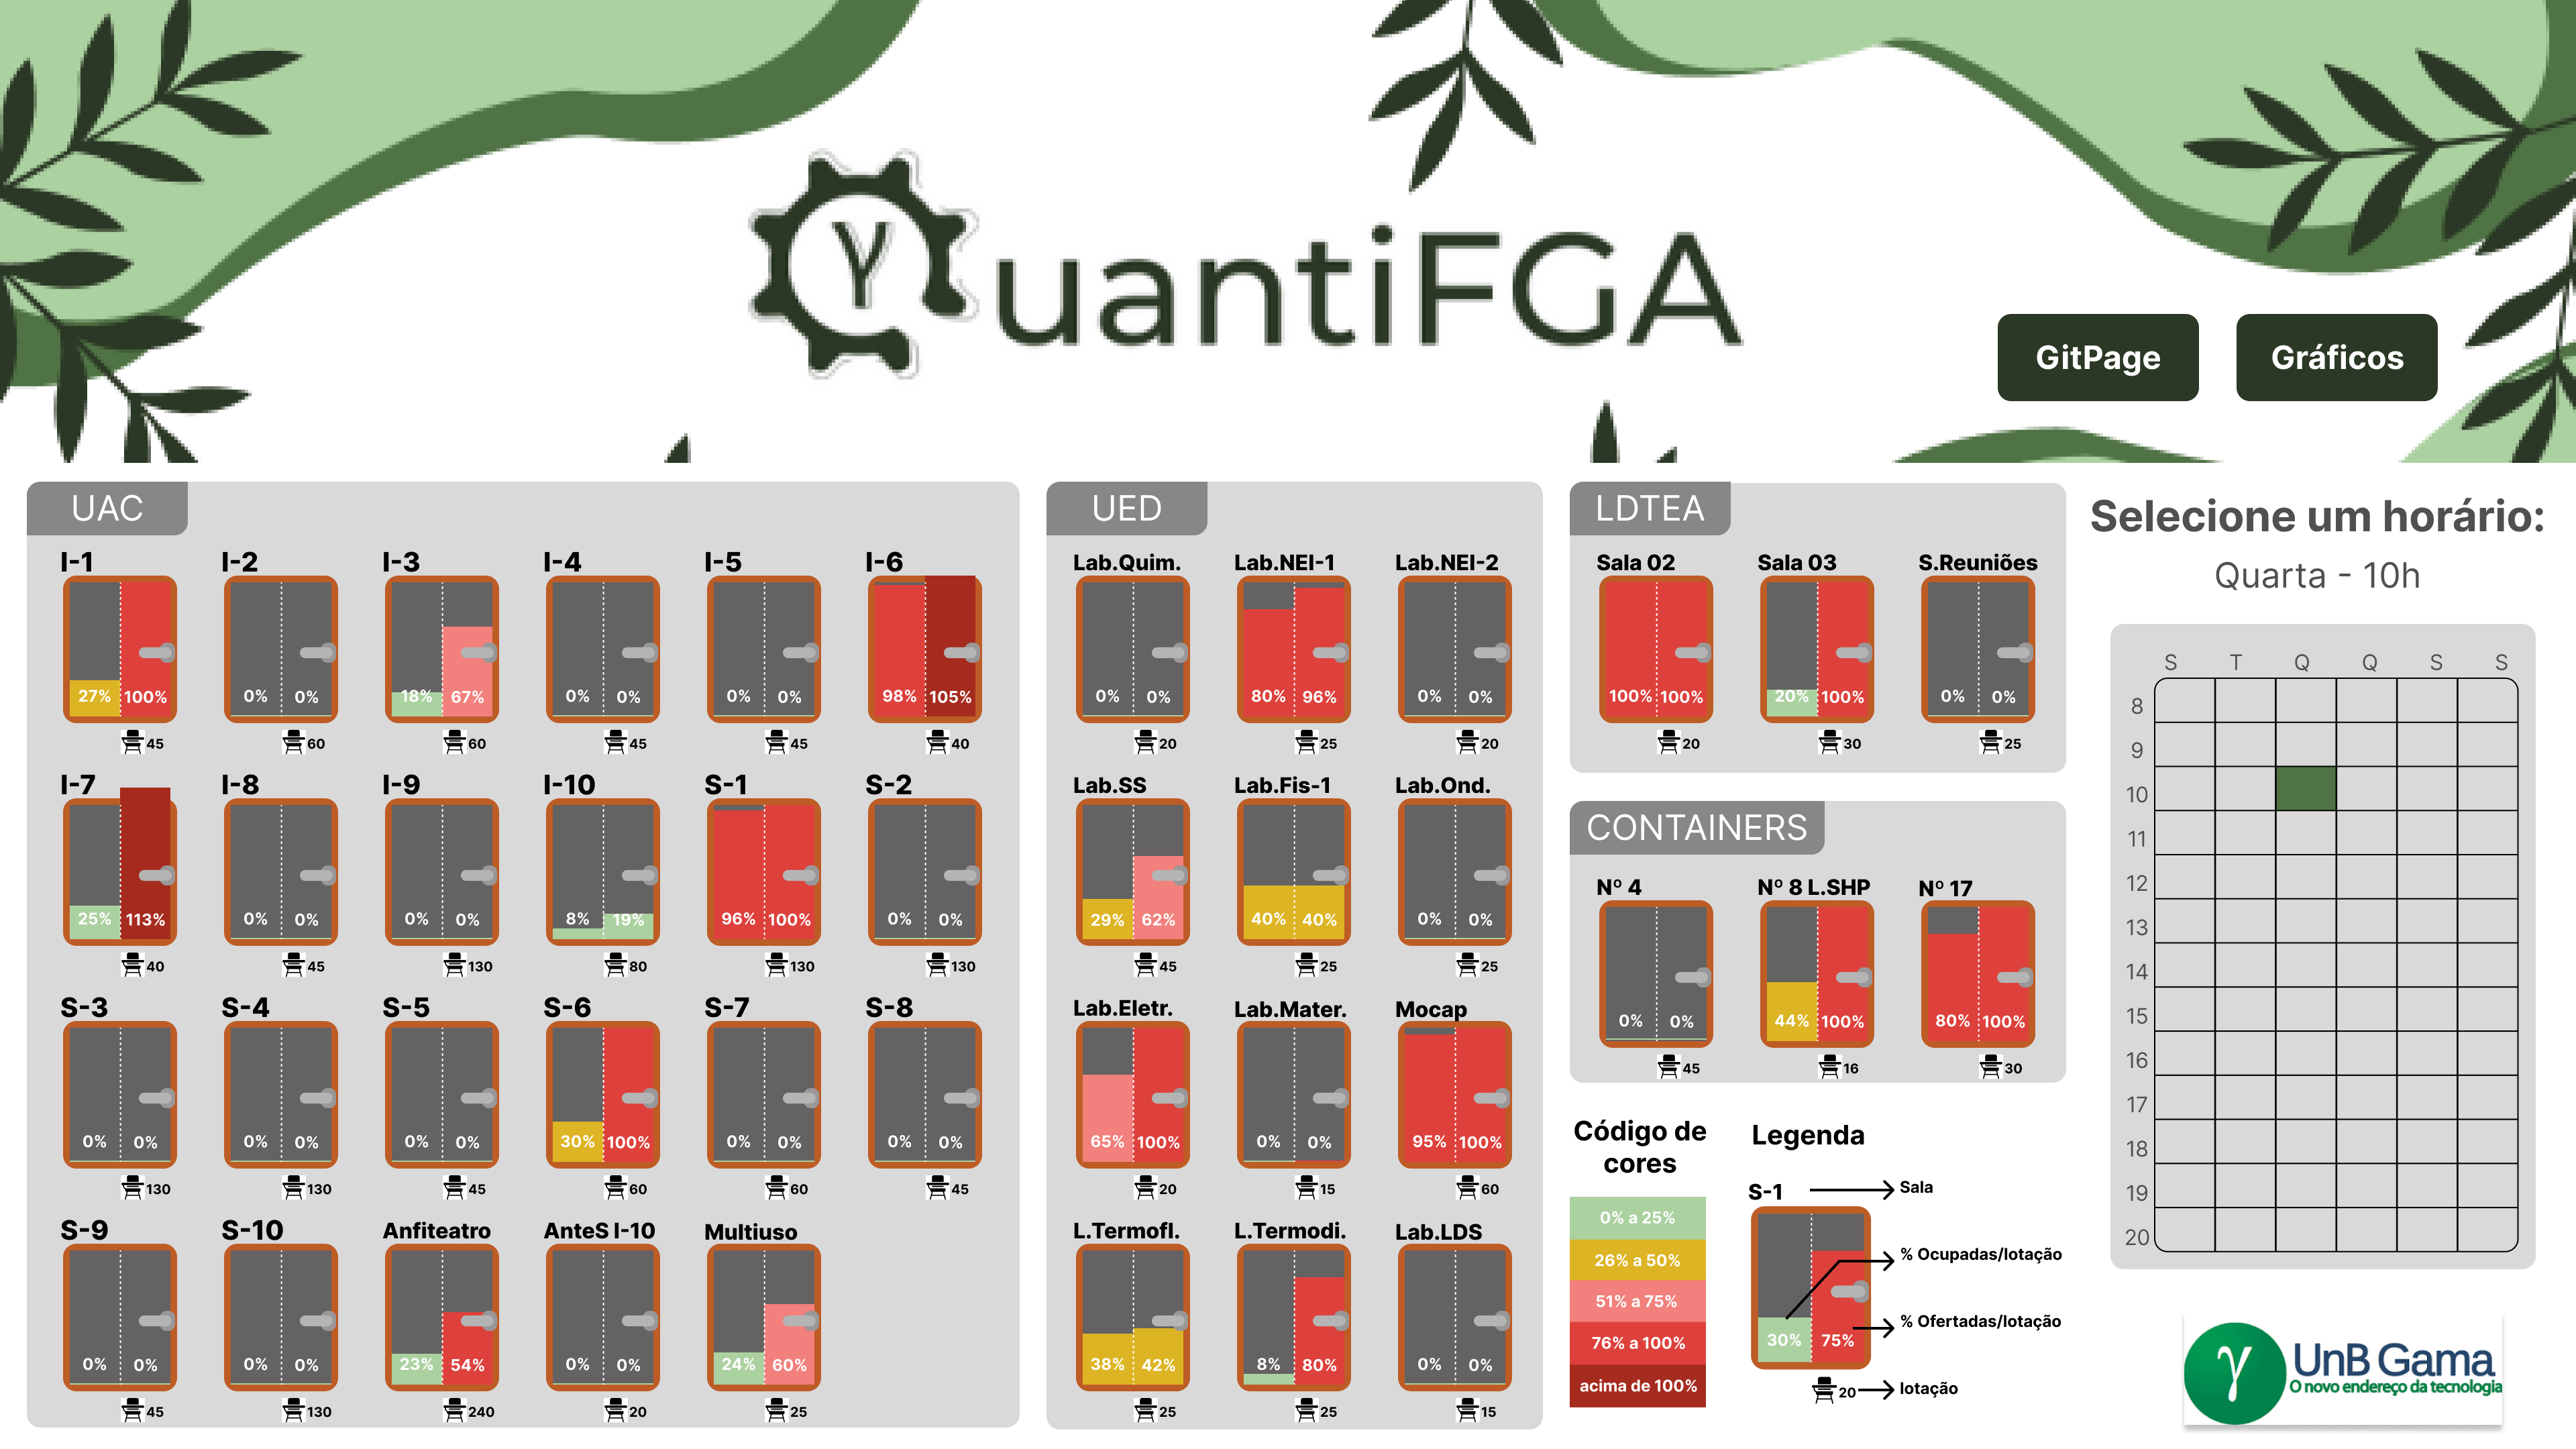 γuantiFGA
GitPage
Gráficos
UAC
I-1 I-2 I-3 I-4 I-5 I-6
27% 100% 0% 0% 18% 67% 0% 0% 0% 0% 98% 105%
45 60 60 45 45 40
I-7 I-8 I-9 I-10 S-1 S-2
25% 113% 0% 0% 0% 0% 8% 19% 96% 100% 0% 0%
40 45 130 80 130 130
S-3 S-4 S-5 S-6 S-7 S-8
0% 0% 0% 0% 0% 0% 30% 100% 0% 0% 0% 0%
130 130 45 60 60 45
S-9 S-10 Anfiteatro AnteS I-10 Multiuso
0% 0% 0% 0% 23% 54% 0% 0% 24% 60%
45 130 240 20 25
UED
Lab.Quim. Lab.NEI-1 Lab.NEI-2
0% 0% 80% 96% 0% 0%
20 25 20
Lab.SS Lab.Fis-1 Lab.Ond.
29% 62% 40% 40% 0% 0%
45 25 25
Lab.Eletr. Lab.Mater. Mocap
65% 100% 0% 0% 95% 100%
20 15 60
L.Termofl. L.Termodi. Lab.LDS
38% 42% 8% 80% 0% 0%
25 25 15
LDTEA
Sala 02 Sala 03 S.Reuniões
100% 100% 20% 100% 0% 0%
20 30 25
CONTAINERS
Nº 4 Nº 8 L.SHP Nº 17
0% 0% 44% 100% 80% 100%
45 16 30
Código de
cores
0% a 25%
26% a 50%
51% a 75%
76% a 100%
acima de 100%
Legenda
S-1 Sala
% Ocupadas/lotação
% Ofertadas/lotação
30% 75%
20 lotação
Selecione um horário:
Quarta - 10h
S T Q Q S S
8
9
10
11
12
13
14
15
16
17
18
19
20
γ UnB Gama
O novo endereço da tecnologia